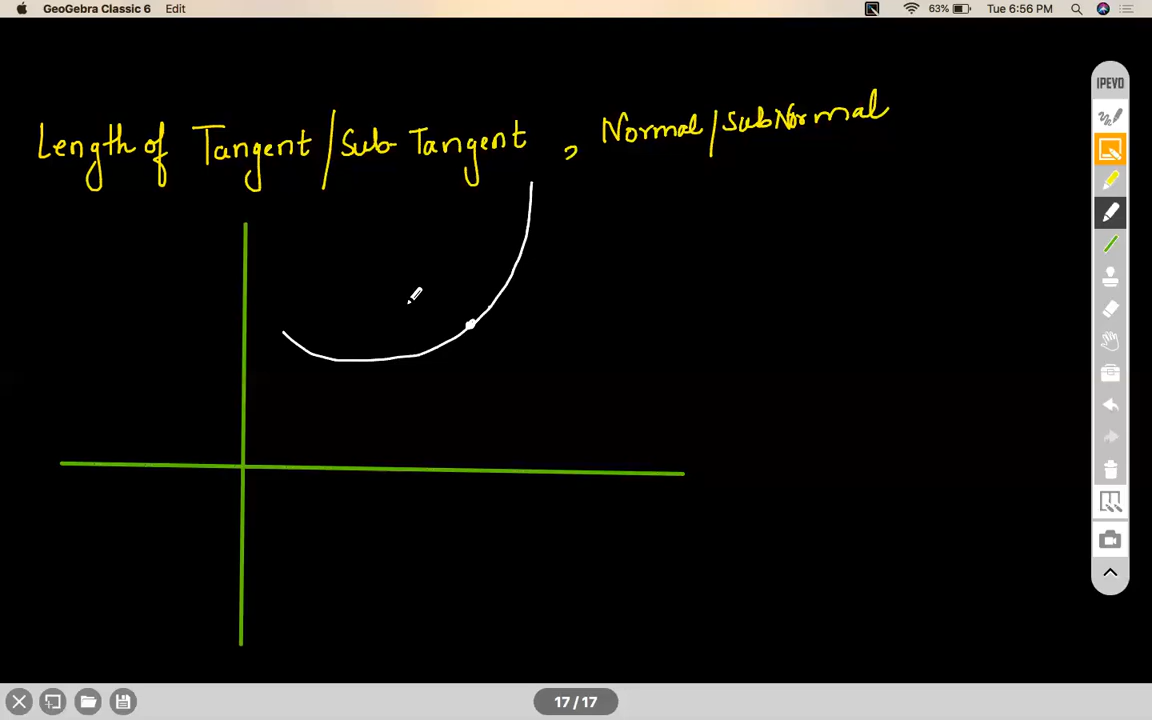 GeoGebra Classic 6 Edit 63% Tue 6:56 PM
IPEVO
Length of Tangent/Sub-Tangent , Normal/SubNormal
17 / 17